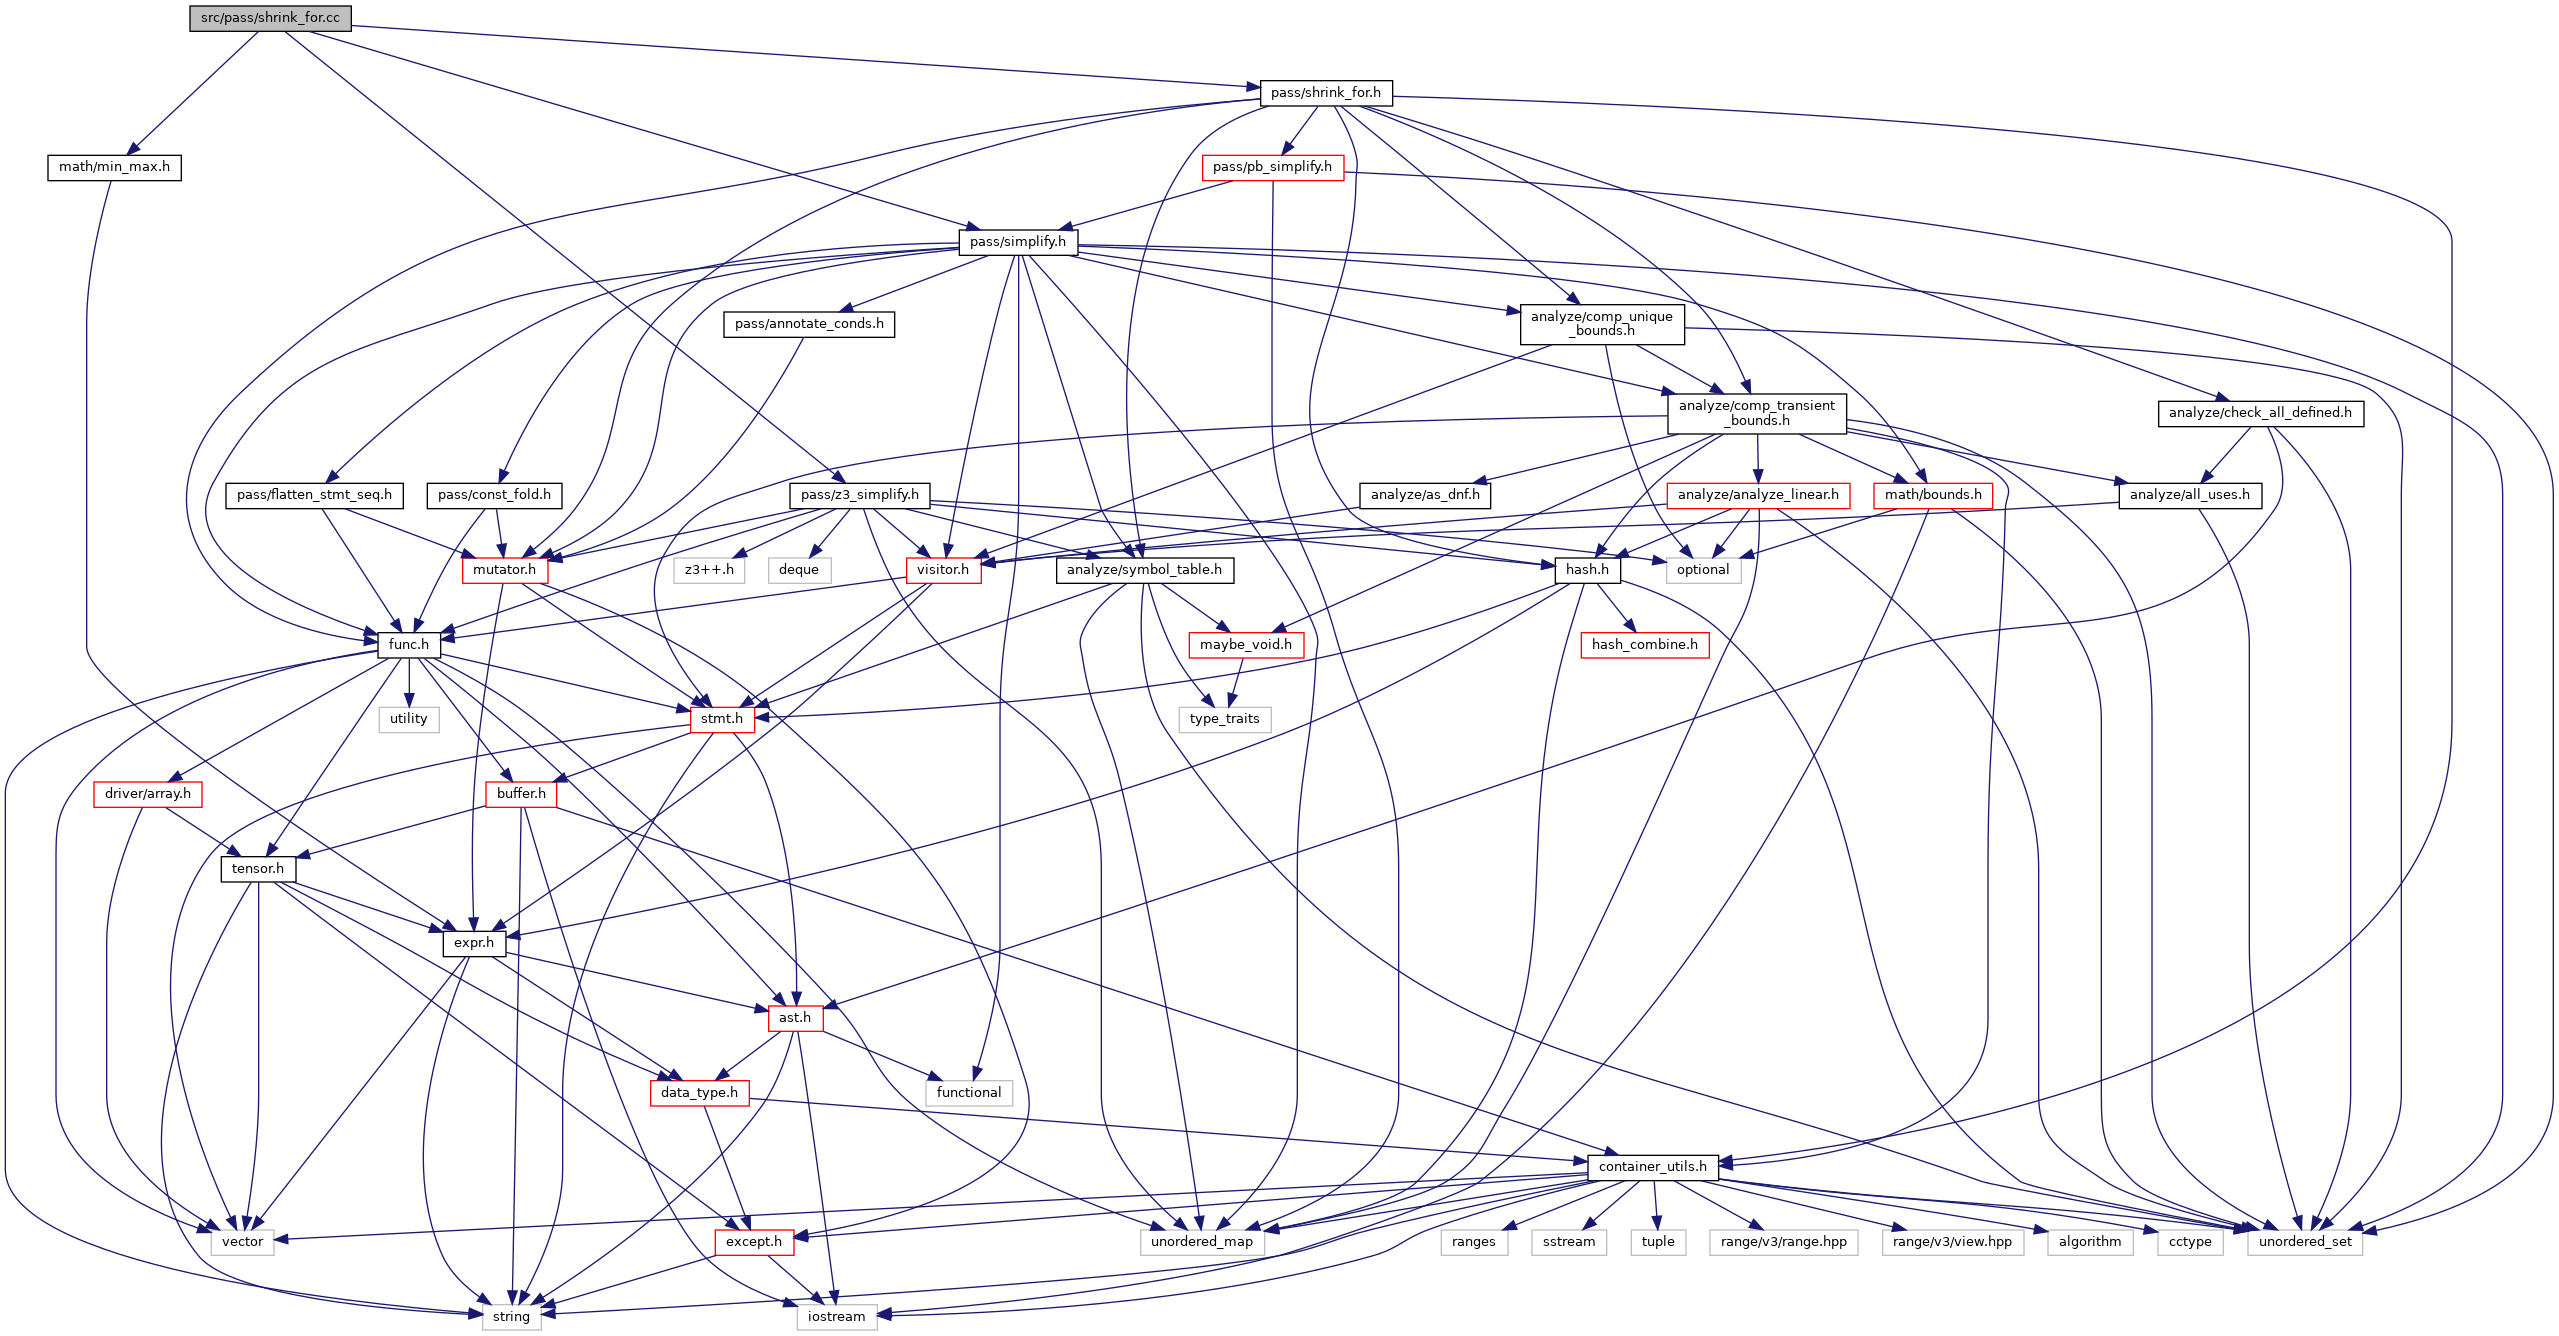 src/pass/shrink_for.cc
pass/shrink_for.h
math/min_max.h
pass/pb_simplify.h
pass/simplify.h
pass/annotate_conds.h
analyze/comp_unique
_bounds.h
analyze/comp_transient
_bounds.h
analyze/check_all_defined.h
pass/flatten_stmt_seq.h
pass/const_fold.h
pass/z3_simplify.h
analyze/as_dnf.h
analyze/analyze_linear.h
math/bounds.h
analyze/all_uses.h
mutator.h
z3++.h
deque
visitor.h
analyze/symbol_table.h
hash.h
optional
func.h
maybe_void.h
hash_combine.h
utility
stmt.h
type_traits
driver/array.h
buffer.h
tensor.h
expr.h
ast.h
data_type.h
functional
container_utils.h
vector
except.h
unordered_map
ranges
sstream
tuple
range/v3/range.hpp
range/v3/view.hpp
algorithm
cctype
unordered_set
string
iostream